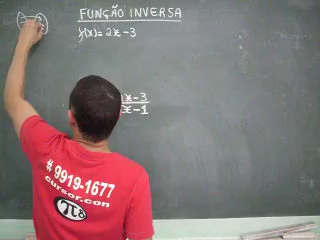 FUNÇÃO INVERSA
y(x)= 2x-3
x-3
x-1
# 9919-1677
cursor.com
π